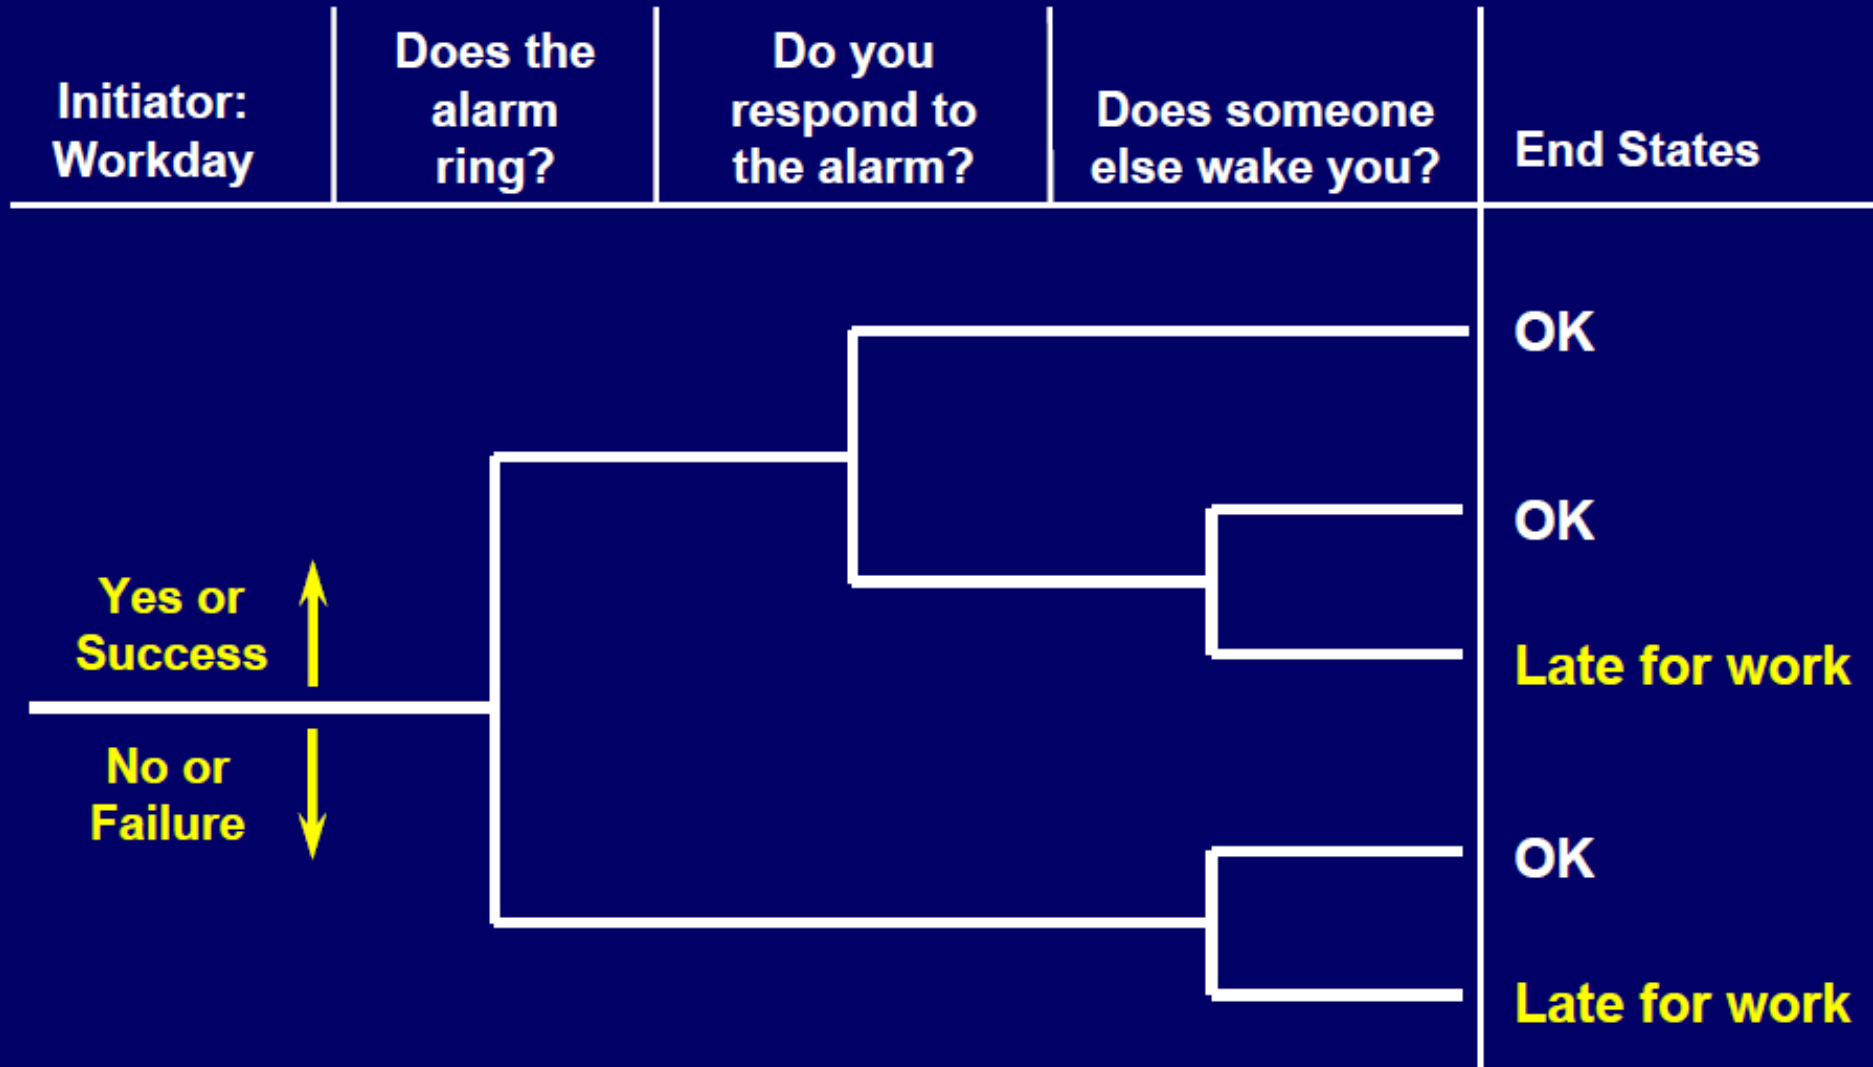 Initiator:
Workday
Does the
alarm
ring?
Do you
respond to
the alarm?
Does someone
else wake you?
End States
OK
OK
Yes or
Success
Late for work
No or
Failure
OK
Late for work